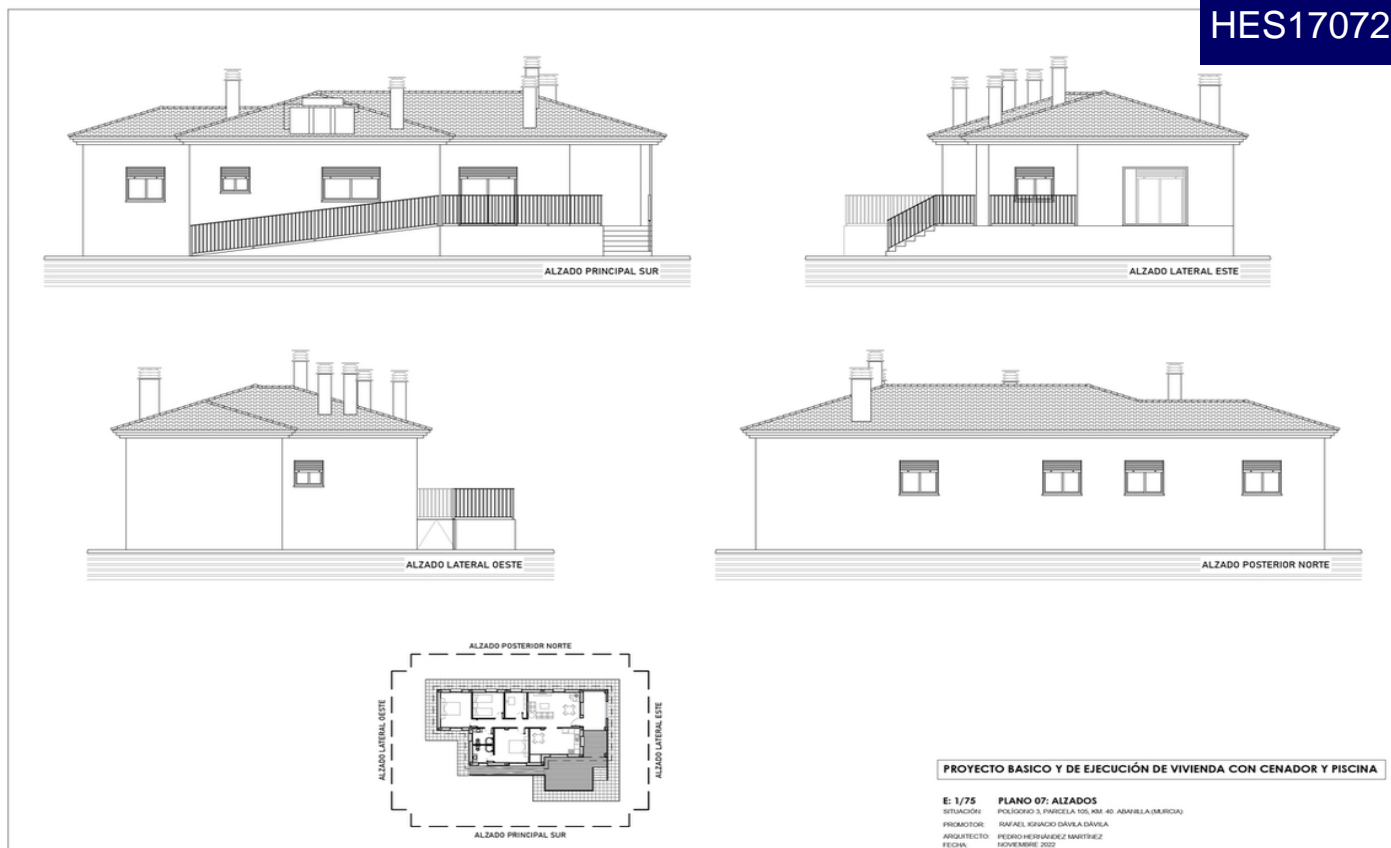 HES17072
ALZADO PRINCIPAL SUR
ALZADO LATERAL ESTE
ALZADO LATERAL OESTE
ALZADO POSTERIOR NORTE
ALZADO POSTERIOR NORTE
ALZADO LATERAL OESTE
ALZADO LATERAL ESTE
ALZADO PRINCIPAL SUR
PROYECTO BASICO Y DE EJECUCIÓN DE VIVIENDA CON CENADOR Y PISCINA
E: 1/75 PLANO 07: ALZADOS
SITUACIÓN: POLÍGONO 3, PARCELA 105, KM: 40. ABANILLA (MURCIA)
PROMOTOR: RAFAEL IGNACIO DÁVILA DÁVILA
ARQUITECTO: PEDRO HERNÁNDEZ MARTÍNEZ
FECHA: NOVIEMBRE 2022